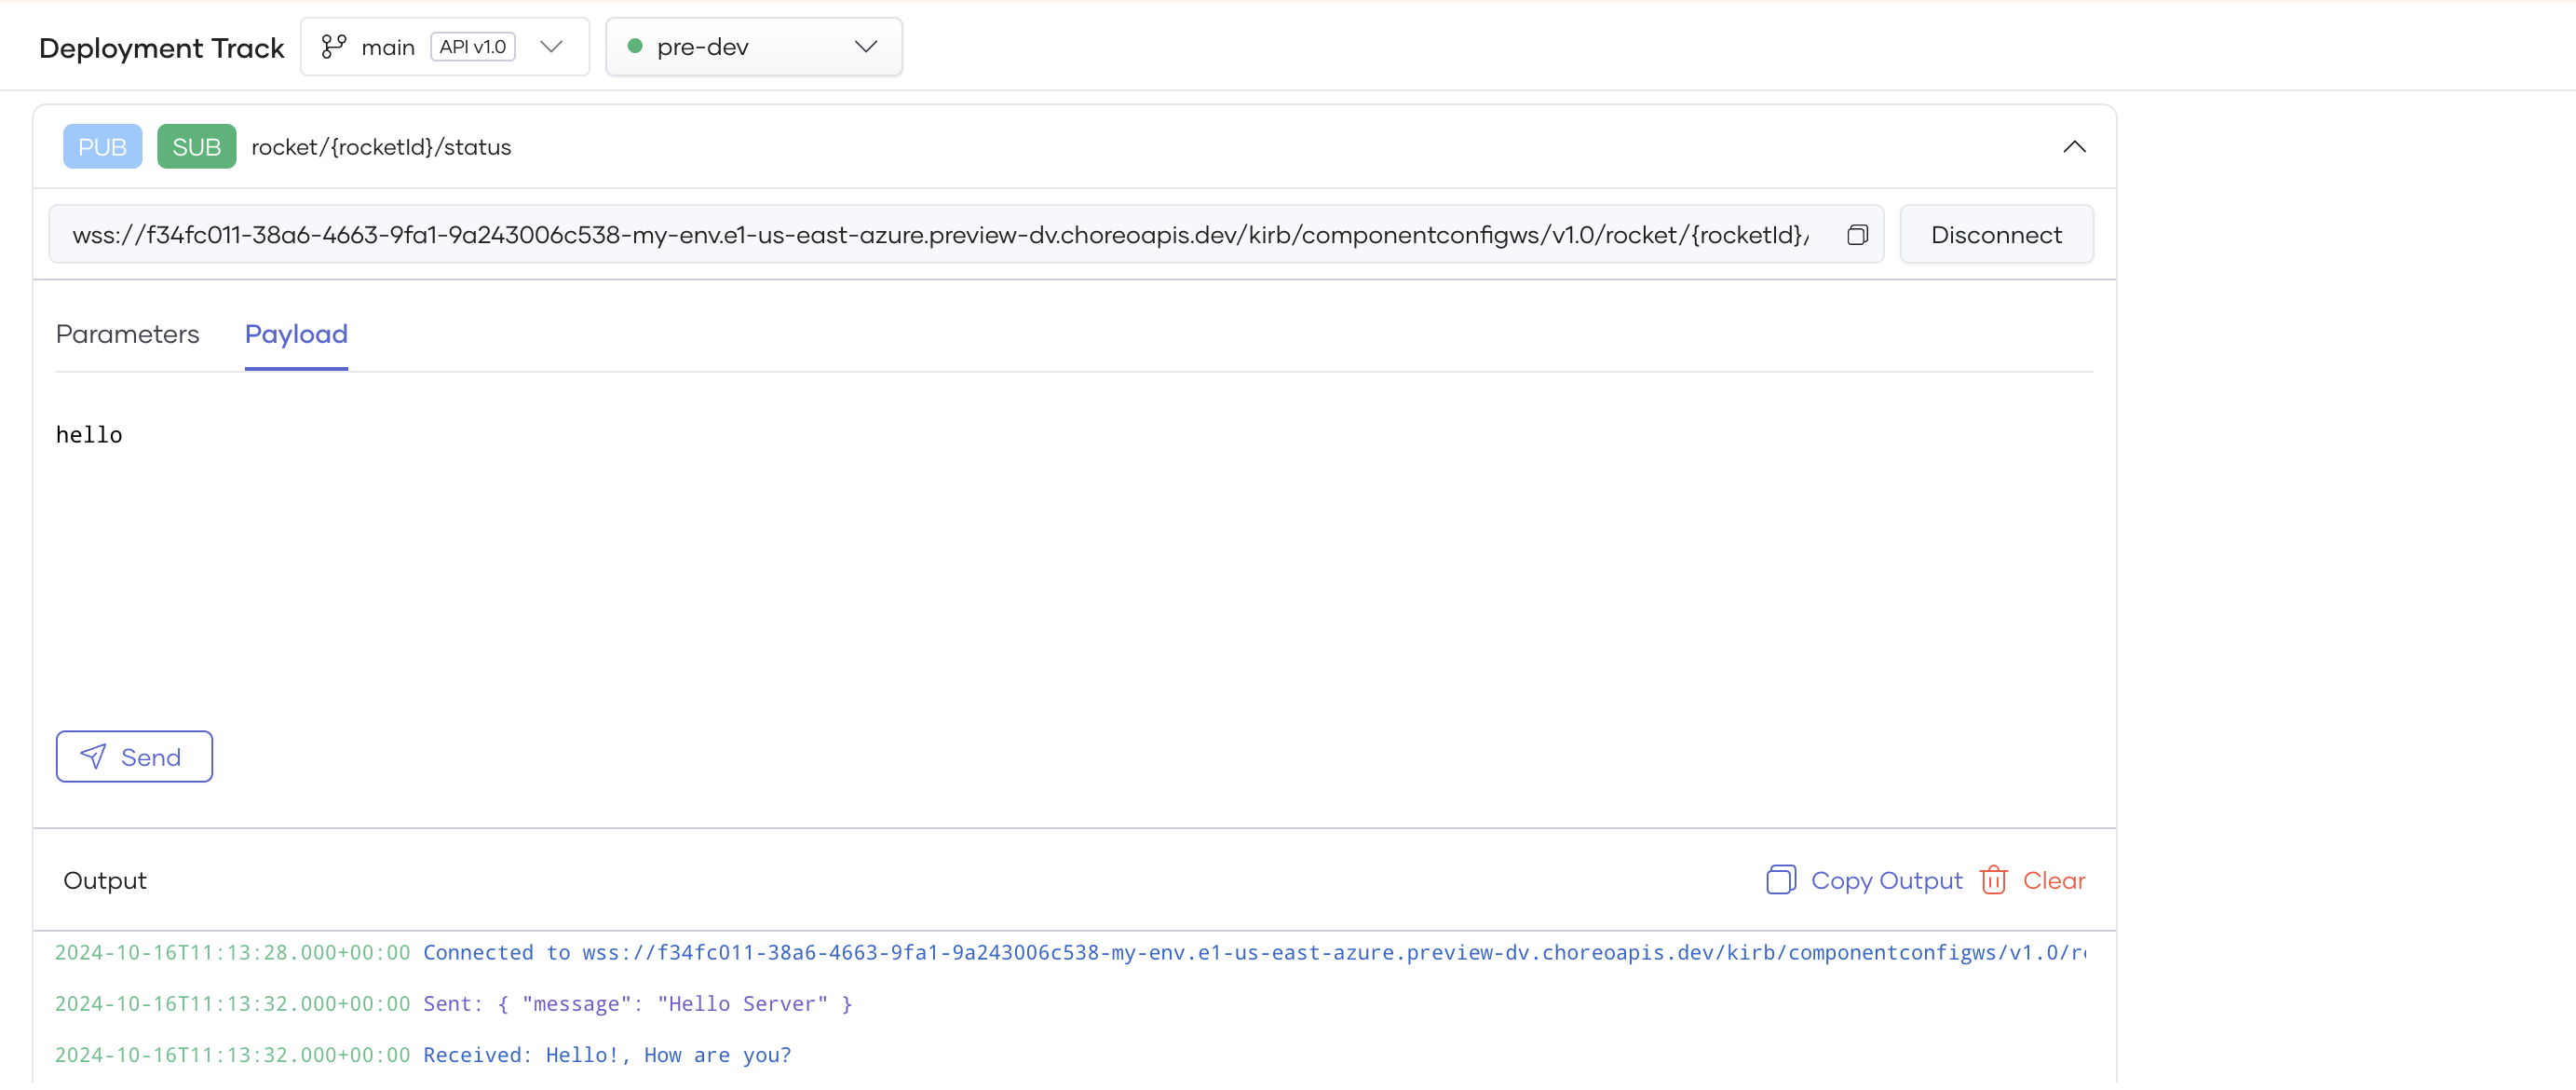 Deployment Track main API v1.0 pre-dev
PUB SUB rocket/{rocketId}/status
wss://f34fc011-38a6-4663-9fa1-9a243006c538-my-env.e1-us-east-azure.preview-dv.choreoapis.dev/kirb/componentconfigws/v1.0/rocket/{rocketId}/ Disconnect
Parameters Payload
hello
Send
Output Copy Output Clear
2024-10-16T11:13:28.000+00:00 Connected to wss://f34fc011-38a6-4663-9fa1-9a243006c538-my-env.e1-us-east-azure.preview-dv.choreoapis.dev/kirb/componentconfigws/v1.0/r
2024-10-16T11:13:32.000+00:00 Sent: { "message": "Hello Server" }
2024-10-16T11:13:32.000+00:00 Received: Hello!, How are you?